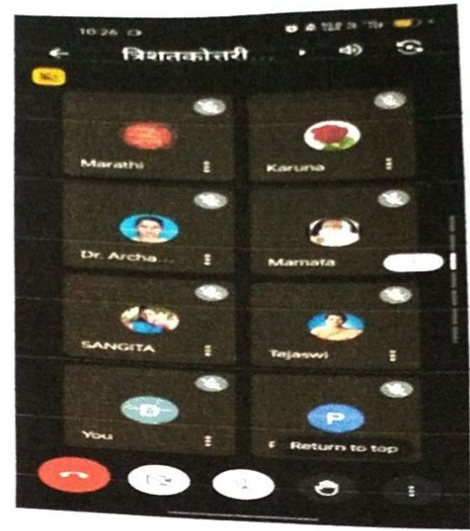 10:26
त्रिशतकोत्तरी...
Marathi
Karuna
Dr. Archa...
Mamata
SANGITA
Tejaswi
D
You
P
Return to top